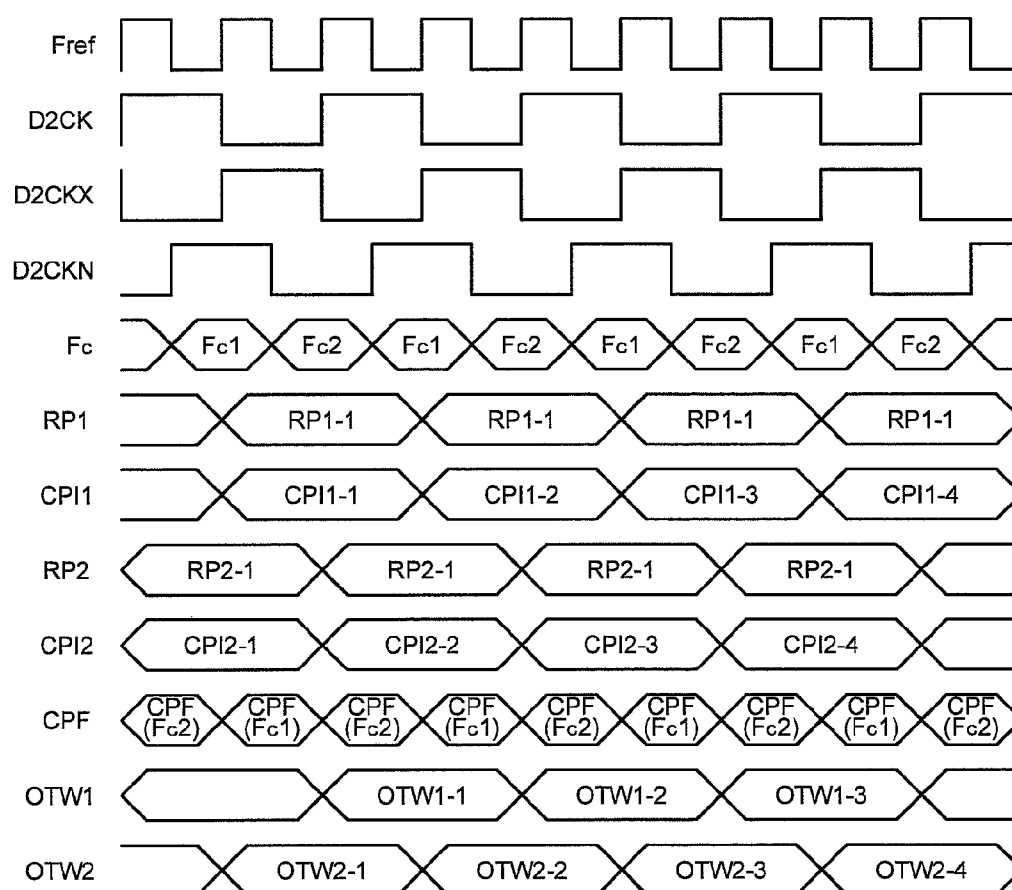 Fref
D2CK
D2CKX
D2CKN
Fc Fc1 Fc2 Fc1 Fc2 Fc1 Fc2 Fc1 Fc2
RP1 RP1-1 RP1-1 RP1-1 RP1-1
CPI1 CPI1-1 CPI1-2 CPI1-3 CPI1-4
RP2 RP2-1 RP2-1 RP2-1 RP2-1
CPI2 CPI2-1 CPI2-2 CPI2-3 CPI2-4
CPF CPF CPF CPF CPF CPF CPF CPF CPF CPF
(Fc2) (Fc1) (Fc2) (Fc1) (Fc2) (Fc1) (Fc2) (Fc1) (Fc2)
OTW1 OTW1-1 OTW1-2 OTW1-3
OTW2 OTW2-1 OTW2-2 OTW2-3 OTW2-4